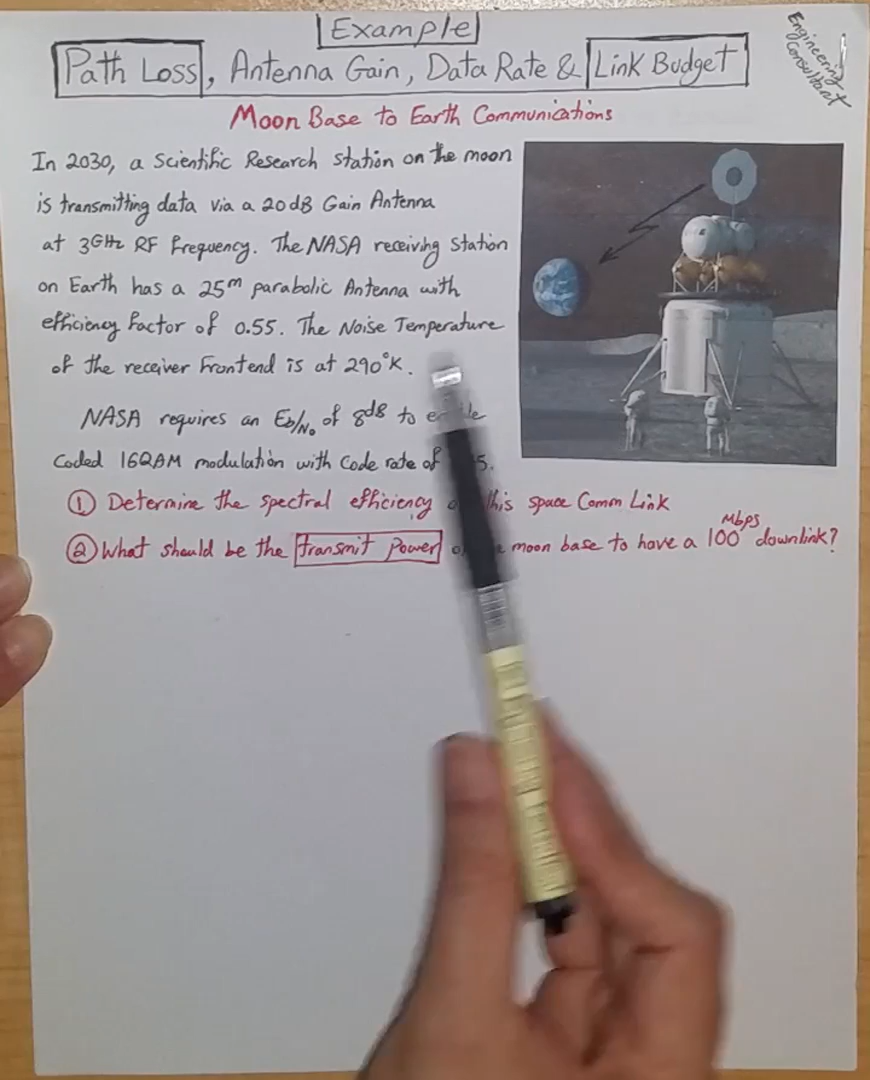 Example
Path Loss, Antenna Gain, Data Rate & Link Budget
Engineering Consultant
Moon Base to Earth Communications
In 2030, a Scientific Research Station on the moon
is transmitting data via a 20dB Gain Antenna
at 3GHz RF Frequency. The NASA receiving Station
on Earth has a 25m parabolic Antenna with
efficiency factor of 0.55. The Noise Temperature
of the receiver Frontend is at 290°K.
NASA requires an Eb/No of 8dB to
Coded 16QAM modulation with Code rate of
① Determine the spectral efficiency this space Comm Link
② What should be the transmit Power moon base to have a 100 Mbps downlink?